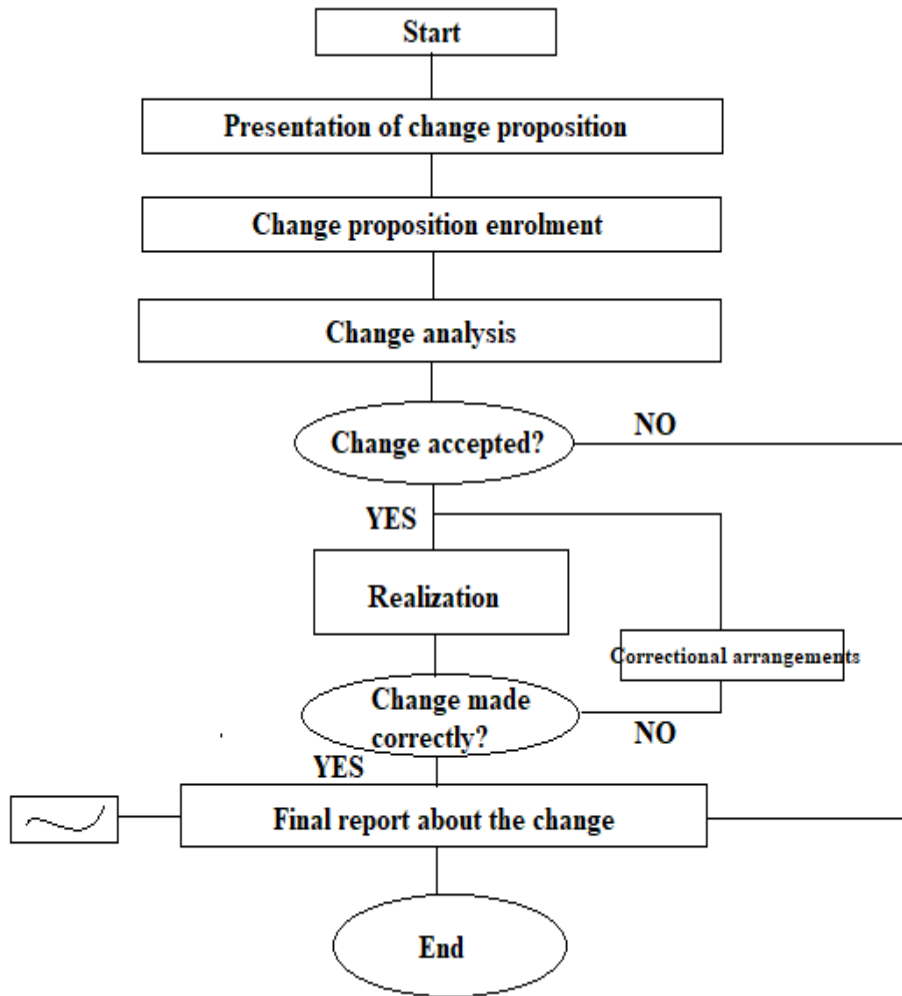 Start
Presentation of change proposition
Change proposition enrolment
Change analysis
Change accepted?
NO
YES
Realization
Correctional arrangements
Change made
correctly?
NO
YES
Final report about the change
End